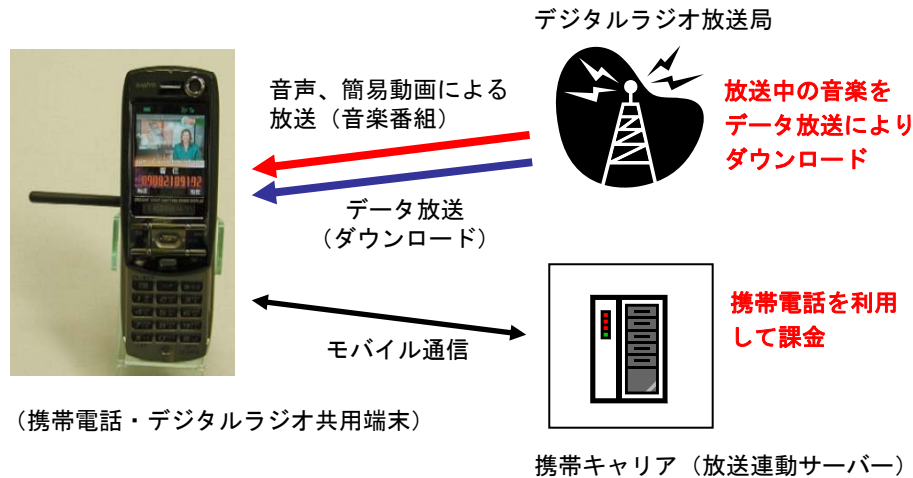 デジタルラジオ放送局
音声、簡易動画による
放送（音楽番組）
放送中の音楽を
データ放送により
ダウンロード
SANYO
着信
09082109192
データ放送
（ダウンロード）
携帯電話を利用
して課金
モバイル通信
（携帯電話・デジタルラジオ共用端末）
携帯キャリア（放送連動サーバー）